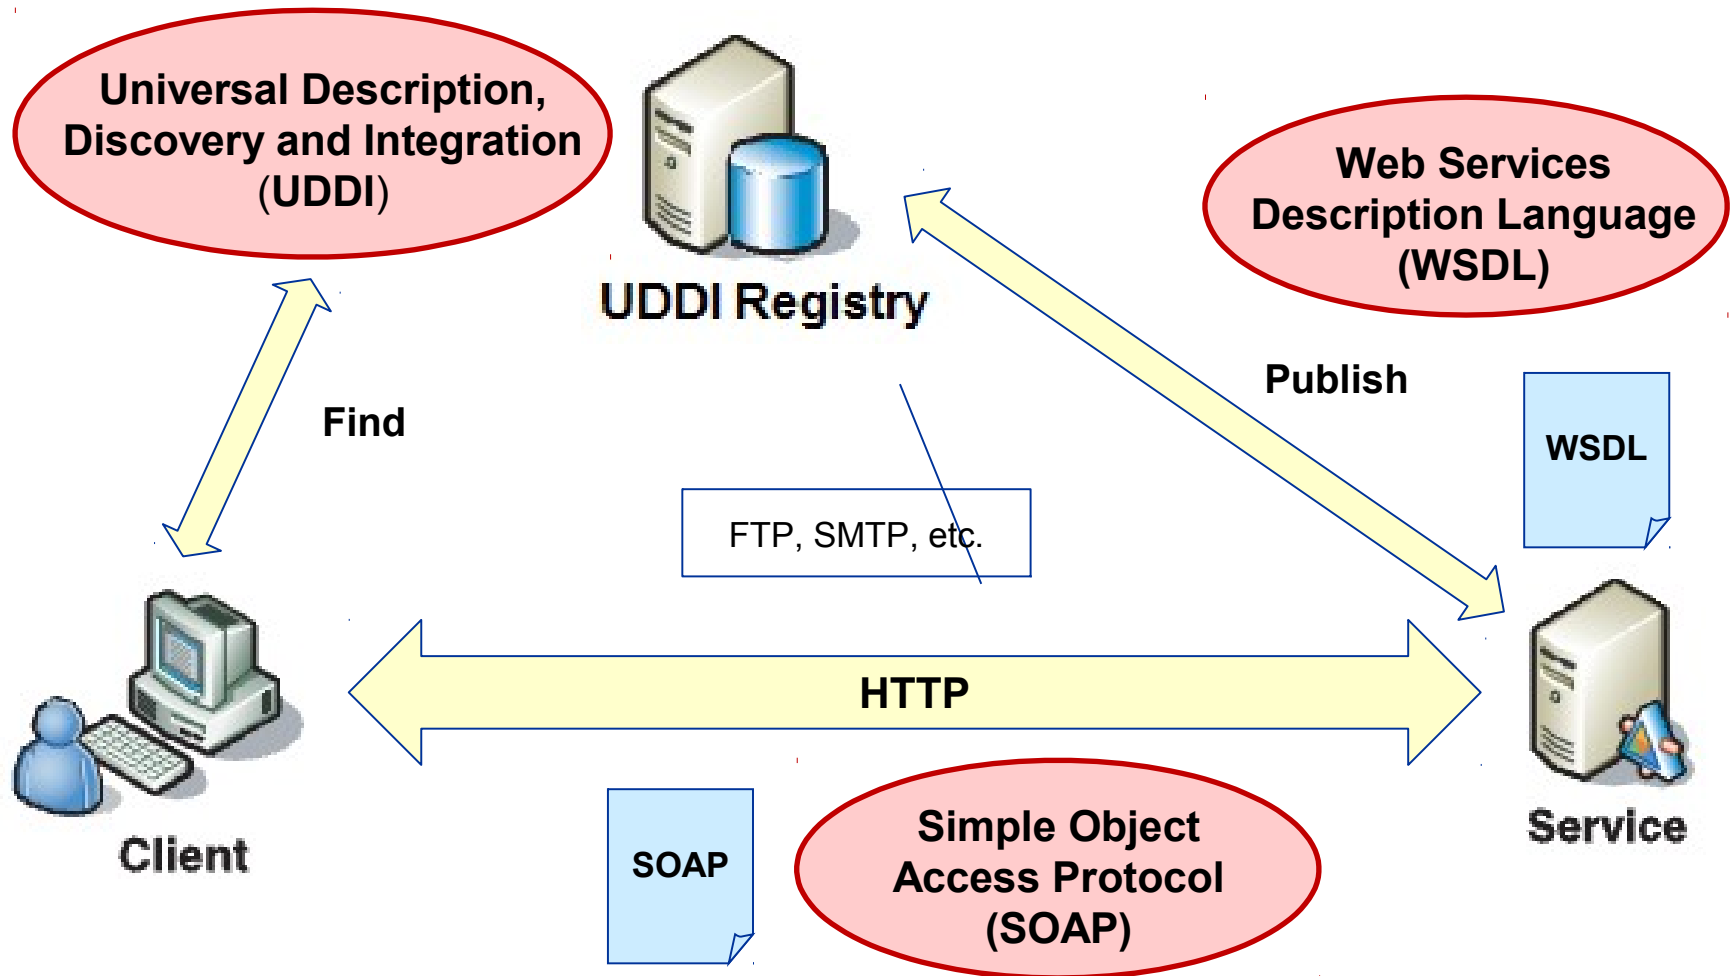 Universal Description,
Discovery and Integration
(UDDI)
UDDI Registry
Web Services
Description Language
(WSDL)
Find
Publish
WSDL
FTP, SMTP, etc.
HTTP
Client
SOAP
Simple Object
Access Protocol
(SOAP)
Service